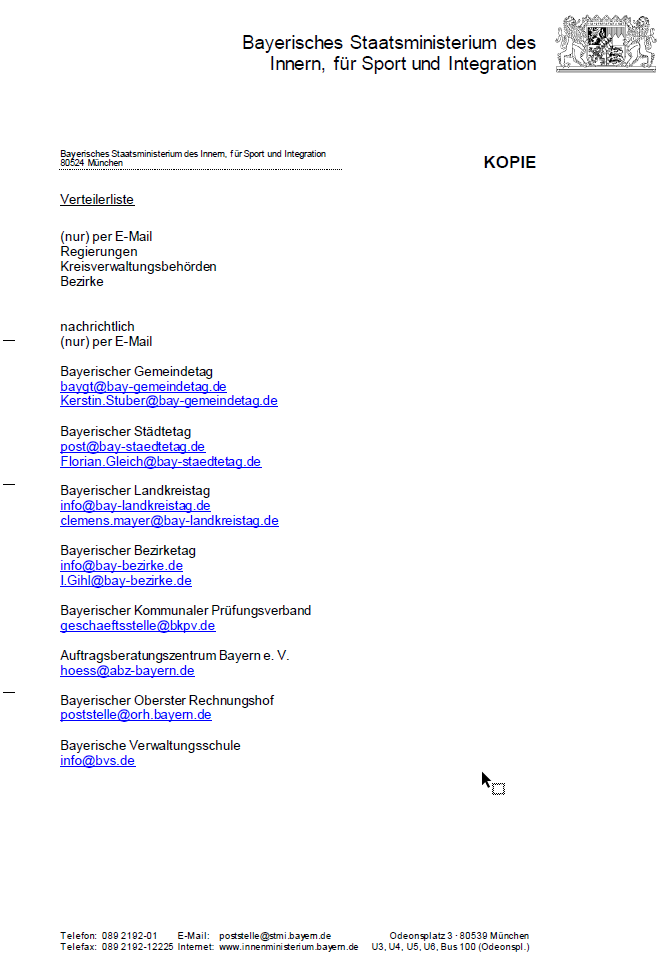 Bayerisches Staatsministerium des
Innern, für Sport und Integration
Bayerisches Staatsministerium des Innern, für Sport und Integration
80524 München
KOPIE
Verteilerliste
(nur) per E-Mail
Regierungen
Kreisverwaltungsbehörden
Bezirke
nachrichtlich
(nur) per E-Mail
Bayerischer Gemeindetag
baygt@bay-gemeindetag.de
Kerstin.Stuber@bay-gemeindetag.de
Bayerischer Städtetag
post@bay-staedtetag.de
Florian.Gleich@bay-staedtetag.de
Bayerischer Landkreistag
info@bay-landkreistag.de
clemens.mayer@bay-landkreistag.de
Bayerischer Bezirketag
info@bay-bezirke.de
I.Gihl@bay-bezirke.de
Bayerischer Kommunaler Prüfungsverband
geschaeftsstelle@bkpv.de
Auftragsberatungszentrum Bayern e. V.
hoess@abz-bayern.de
Bayerischer Oberster Rechnungshof
poststelle@orh.bayern.de
Bayerische Verwaltungsschule
info@bvs.de
Telefon: 089 2192-01 E-Mail: poststelle@stmi.bayern.de Odeonsplatz 3 · 80539 München
Telefax: 089 2192-12225 Internet: www.innenministerium.bayern.de U3, U4, U5, U6, Bus 100 (Odeonspl.)